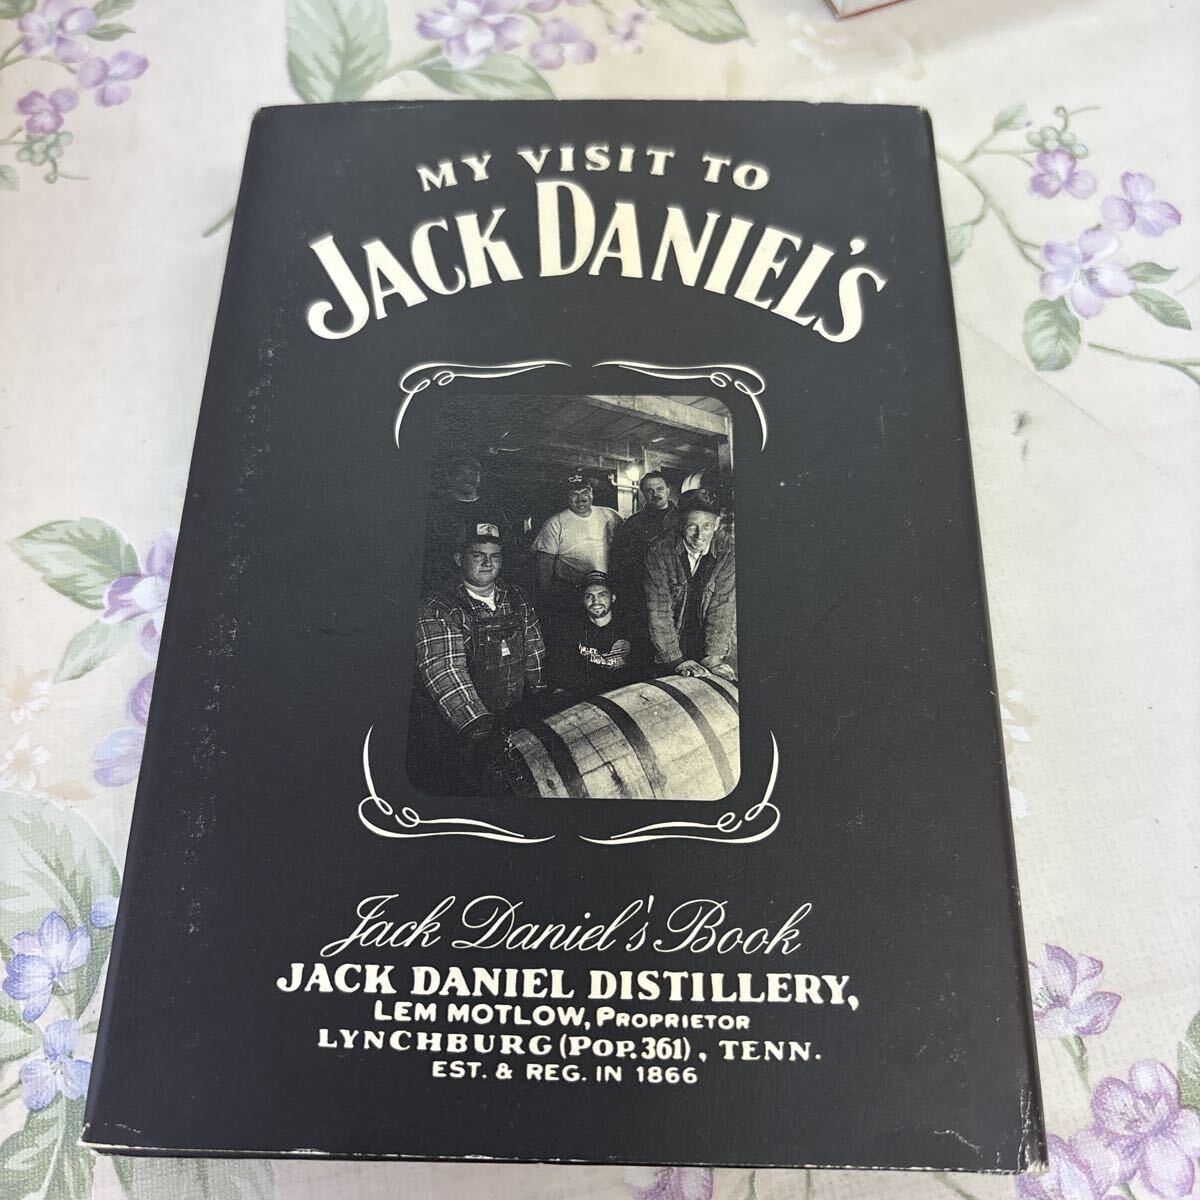 MY VISIT TO
JACK DANIEL'S
Jack Daniel's Book
JACK DANIEL DISTILLERY,
LEM MOTLOW, PROPRIETOR
LYNCHBURG (POP. 361), TENN.
EST. & REG. IN 1866